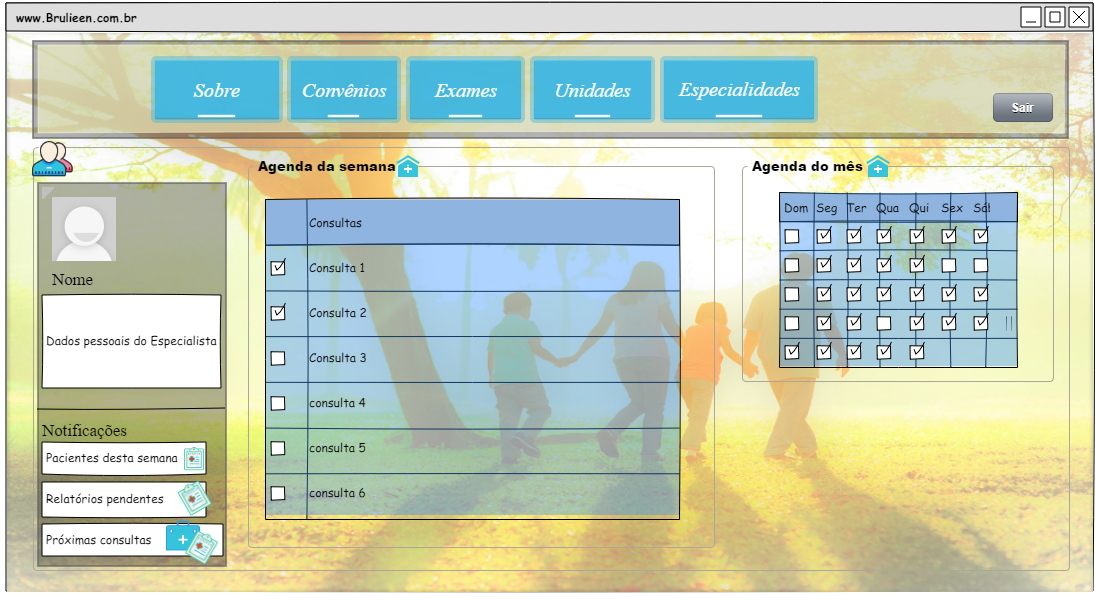 www.Brulieen.com.br
Sobre
Convênios
Exames
Unidades
Especialidades
Sair
Nome
Dados pessoais do Especialista
Notificações
Pacientes desta semana
Relatórios pendentes
Próximas consultas
Agenda da semana
Consultas
Consulta 1
Consulta 2
Consulta 3
consulta 4
consulta 5
consulta 6
Agenda do mês
Dom Seg Ter Qua Qui Sex Sáb